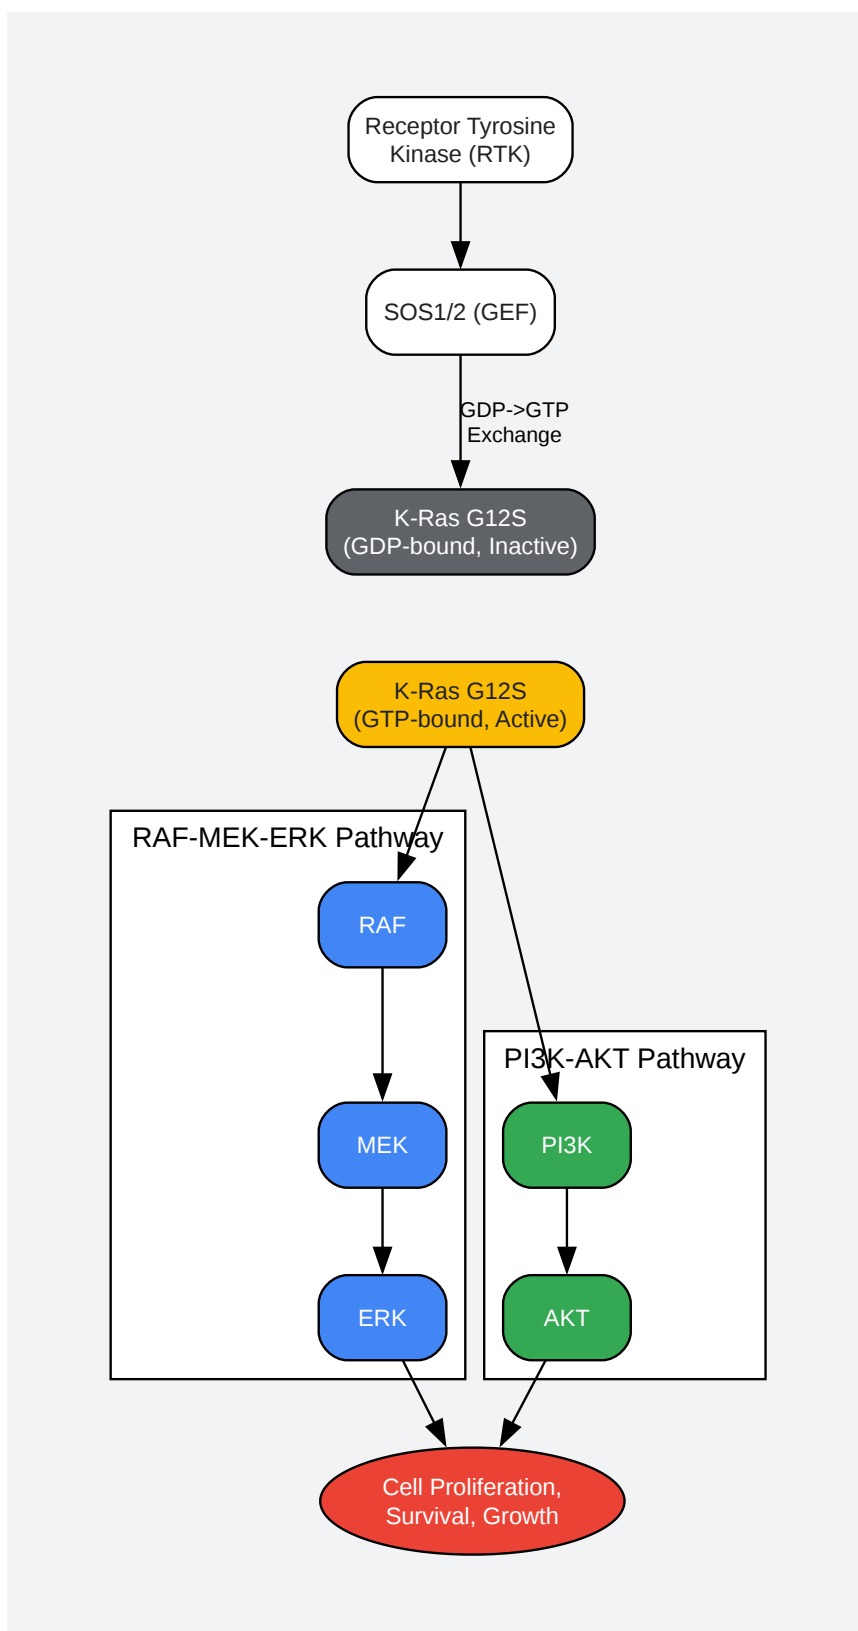 Receptor Tyrosine
Kinase (RTK)
SOS1/2 (GEF)
GDP->GTP
Exchange
K-Ras G12S
(GDP-bound, Inactive)
K-Ras G12S
(GTP-bound, Active)
RAF-MEK-ERK Pathway
RAF
PI3K-AKT Pathway
MEK
PI3K
ERK
AKT
Cell Proliferation,
Survival, Growth